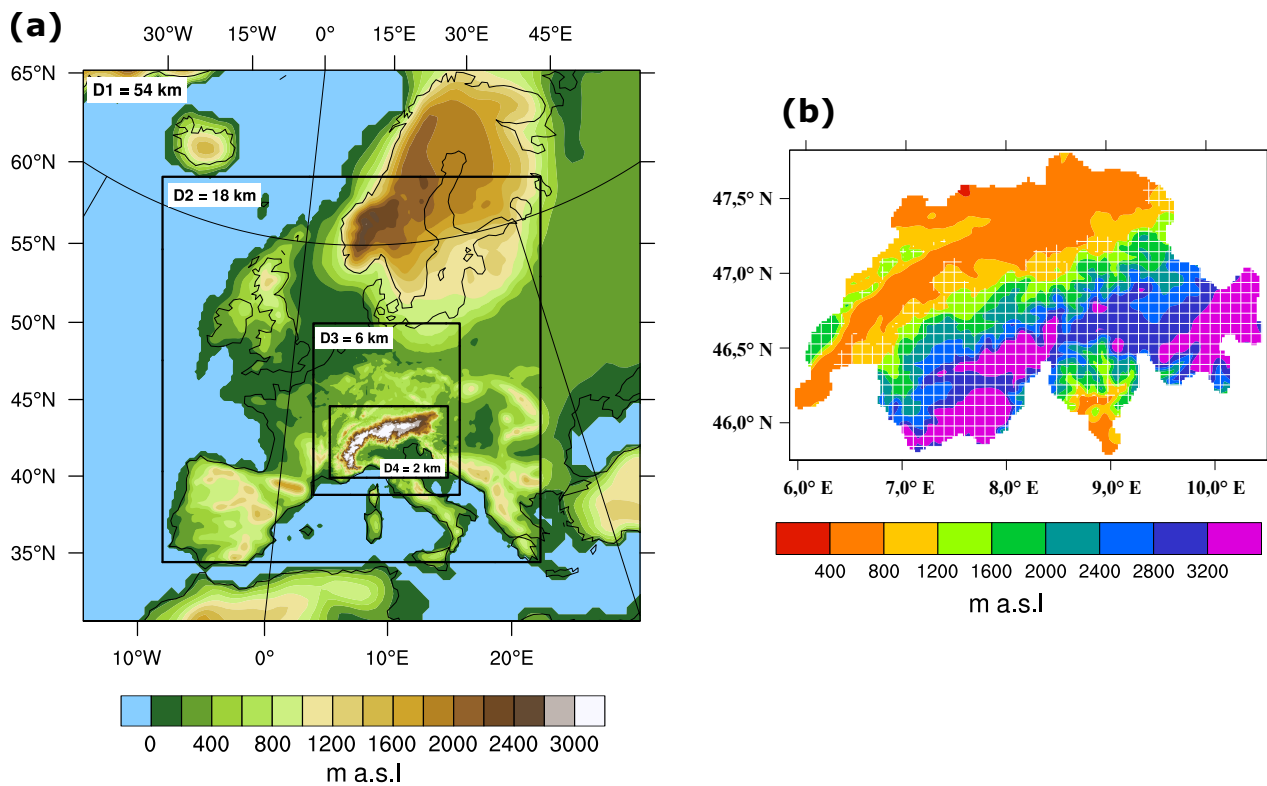 (a)
30°W 15°W 0° 15°E 30°E 45°E
65°N
60°N
55°N
50°N
45°N
40°N
35°N
D1 = 54 km
D2 = 18 km
D3 = 6 km
D4 = 2 km
10°W 0° 10°E 20°E
0 400 800 1200 1600 2000 2400 3000
m a.s.l
(b)
47,5° N
47,0° N
46,5° N
46,0° N
6,0° E 7,0° E 8,0° E 9,0° E 10,0° E
400 800 1200 1600 2000 2400 2800 3200
m a.s.l